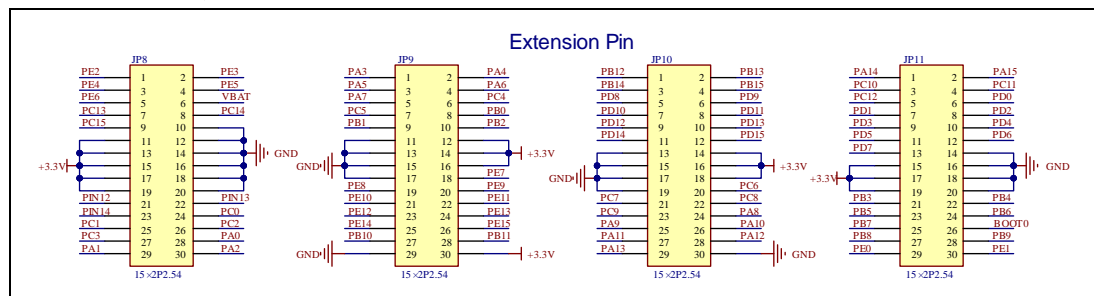 Extension Pin
JP8 JP9 JP10 JP11
PE2 1 2 PE3 PA3 1 2 PA4 PB12 1 2 PB13 PA14 1 2 PA15
PE4 3 4 PE5 PA5 3 4 PA6 PB14 3 4 PB15 PC10 3 4 PC11
PE6 5 6 VBAT PA7 5 6 PC4 PD8 5 6 PD9 PC12 5 6 PD0
PC13 7 8 PC14 PC5 7 8 PB0 PD10 7 8 PD11 PD1 7 8 PD2
PC15 9 10 PB1 9 10 PB2 PD12 9 10 PD13 PD3 9 10 PD4
11 12 11 12 PD14 11 12 PD15 PD5 11 12 PD6
13 14 GND 13 14 +3.3V 13 14 PD7 13 14
+3.3V 15 16 GND 15 16 15 16 +3.3V 15 16 GND
17 18 17 18 PE7 GND 17 18 +3.3V 17 18
19 20 PE8 19 20 PE9 19 20 PC6 19 20
PIN12 21 22 PIN13 PE10 21 22 PE11 PC7 21 22 PC8 PB3 21 22 PB4
PIN14 23 24 PC0 PE12 23 24 PE13 PC9 23 24 PA8 PB5 23 24 PB6
PC1 25 26 PC2 PE14 25 26 PE15 PA9 25 26 PA10 PB7 25 26 BOOT0
PC3 27 28 PA0 PB10 27 28 PB11 PA11 27 28 PA12 PB8 27 28 PB9
PA1 29 30 PA2 GND 29 30 +3.3V PA13 29 30 GND PE0 29 30 PE1
15×2P2.54 15×2P2.54 15×2P2.54 15×2P2.54